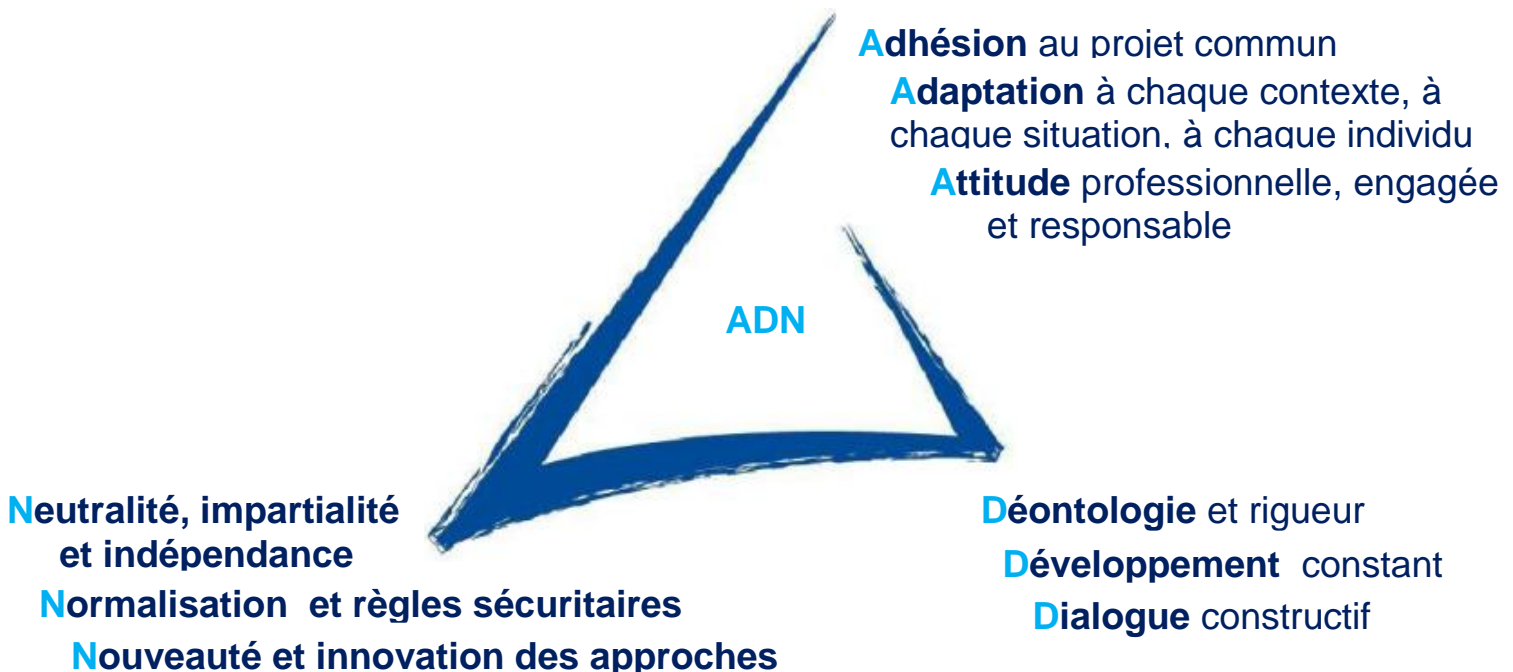 Adhésion au projet commun
Adaptation à chaque contexte, à
chaque situation, à chaque individu
Attitude professionnelle, engagée
et responsable
ADN
Neutralité, impartialité
et indépendance
Normalisation et règles sécuritaires
Nouveauté et innovation des approches
Déontologie et rigueur
Développement constant
Dialogue constructif